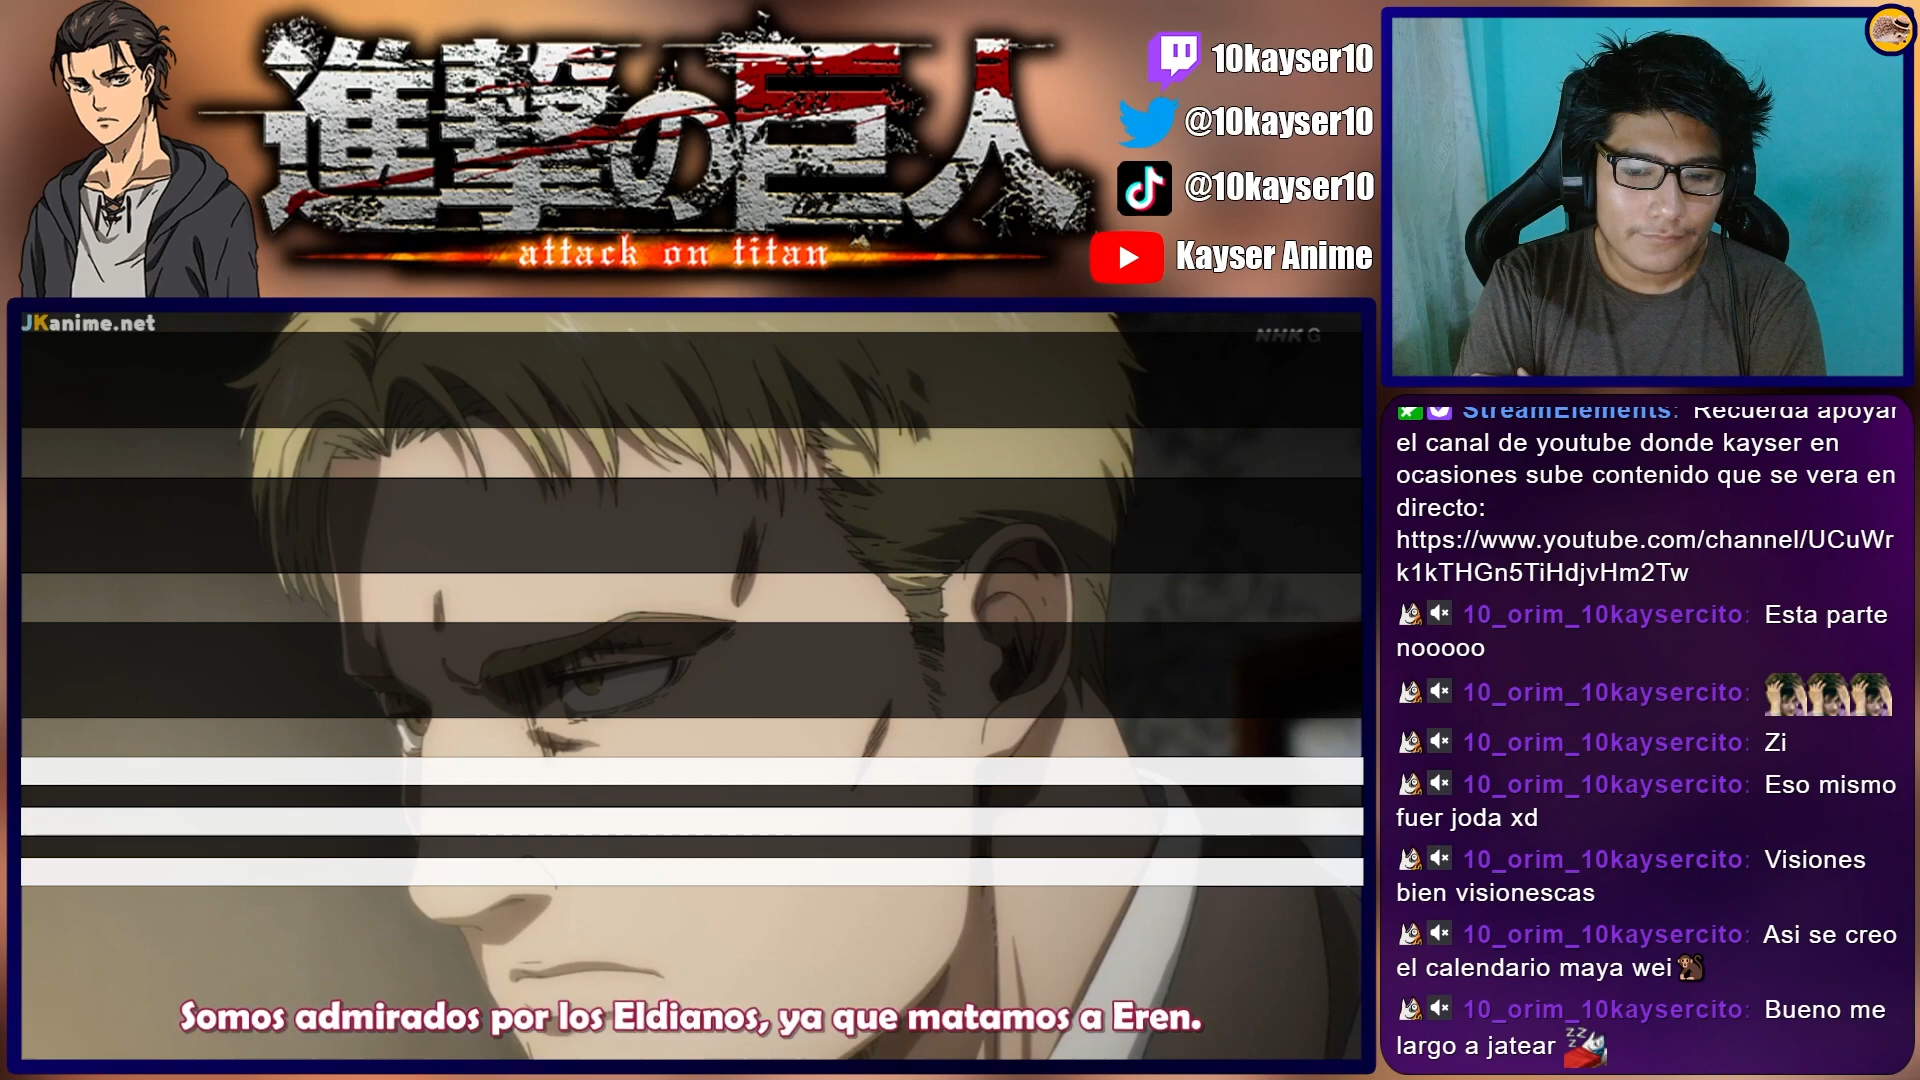 進撃の巨人
attack on titan
10kayser10
@10kayser10
@10kayser10
Kayser Anime
JKanime.net
NHK G
Somos admirados por los Eldianos, ya que matamos a Eren.
StreamElements: Recuerda apoyar
el canal de youtube donde kayser en
ocasiones sube contenido que se vera en
directo:
https://www.youtube.com/channel/UCuWr
k1kTHGn5TiHdjvHm2Tw
10_orim_10kaysercito: Esta parte
nooooo
10_orim_10kaysercito:
10_orim_10kaysercito: Zi
10_orim_10kaysercito: Eso mismo
fuer joda xd
10_orim_10kaysercito: Visiones
bien visionescas
10_orim_10kaysercito: Asi se creo
el calendario maya wei
10_orim_10kaysercito: Bueno me
largo a jatear